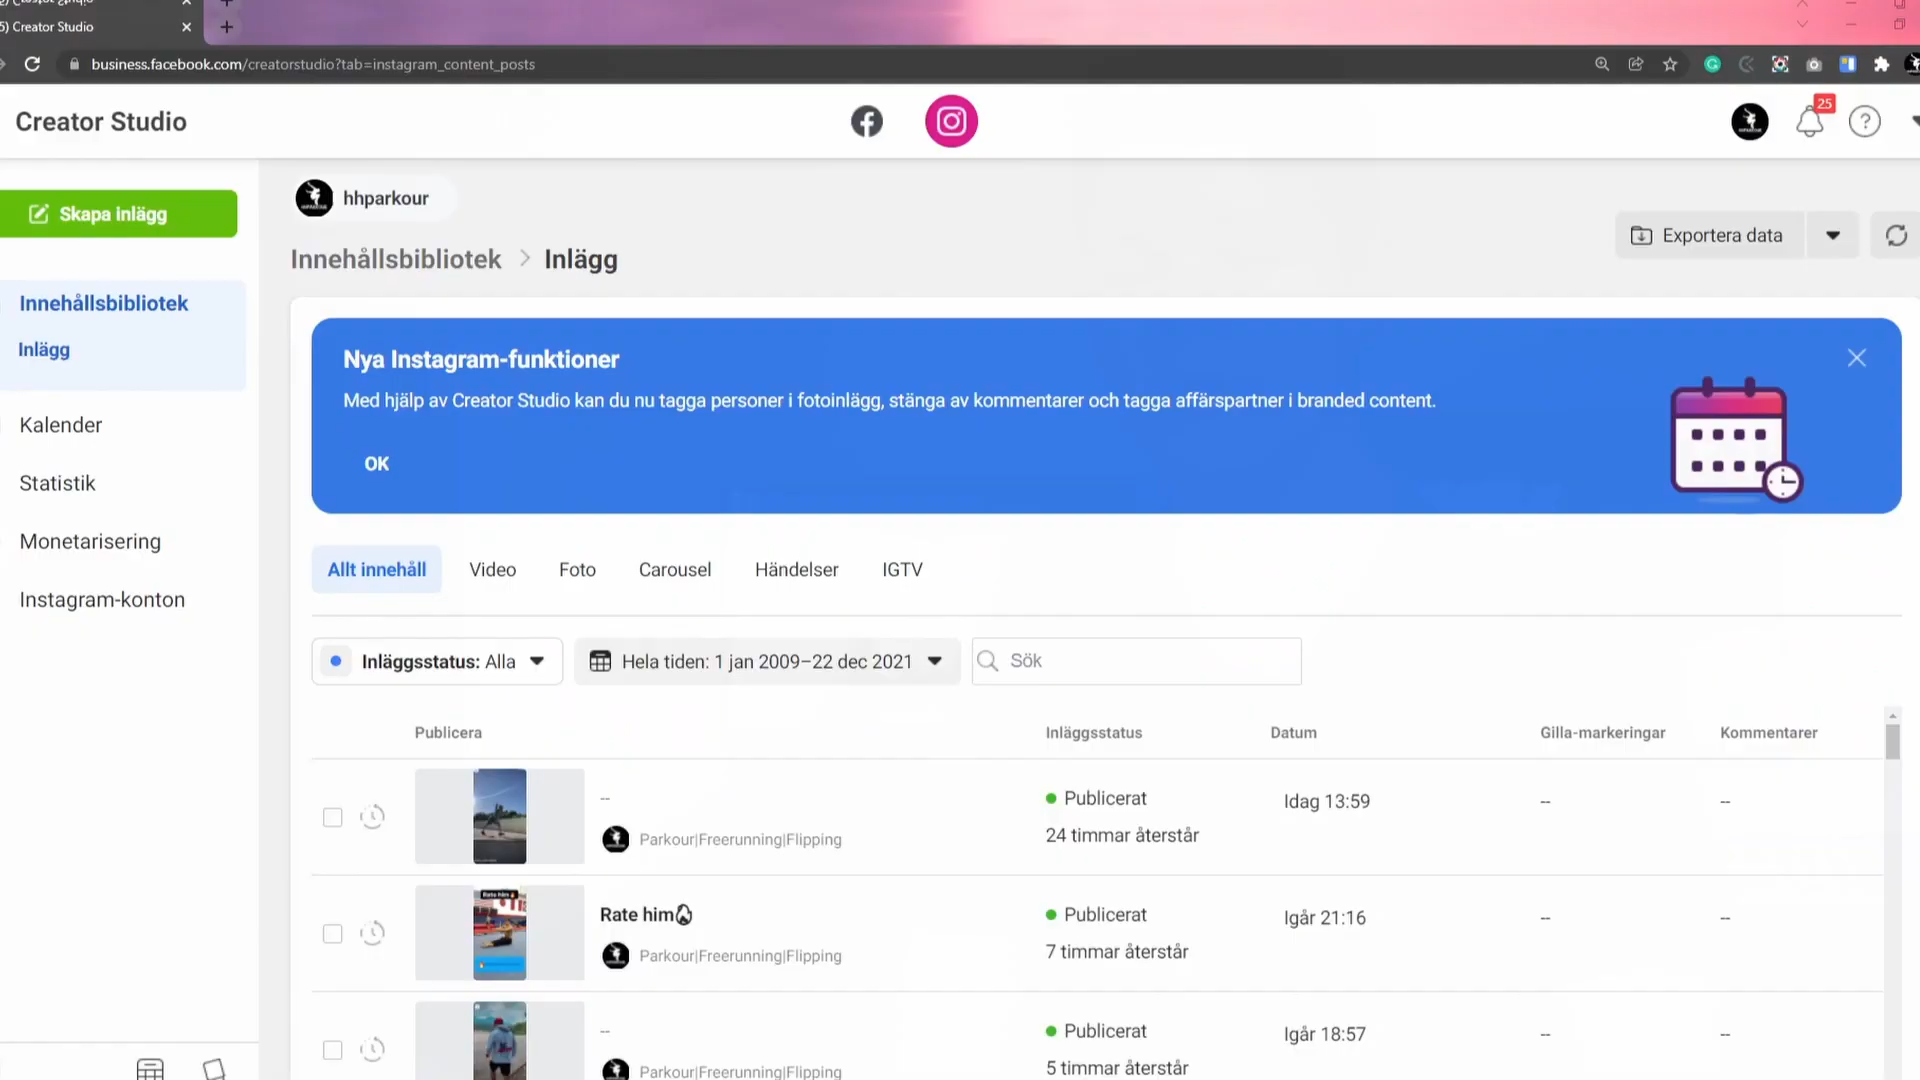 5) Creator Studio
business.facebook.com/creatorstudio?tab=instagram_content_posts
Creator Studio
25
Skapa inlägg
hhparkour
Innehållsbibliotek > Inlägg
Exportera data
Innehållsbibliotek
Inlägg
Kalender
Statistik
Monetarisering
Instagram-konton
Nya Instagram-funktioner
Med hjälp av Creator Studio kan du nu tagga personer i fotoinlägg, stänga av kommentarer och tagga affärspartner i branded content.
OK
Allt innehåll Video Foto Carousel Händelser IGTV
Inläggsstatus: Alla Hela tiden: 1 jan 2009–22 dec 2021 Sök
Publicera Inläggsstatus Datum Gilla-markeringar Kommentarer
-- Publicerat Idag 13:59 -- --
Parkour|Freerunning|Flipping 24 timmar återstår
Rate him Publicerat Igår 21:16 -- --
Parkour|Freerunning|Flipping 7 timmar återstår
-- Publicerat Igår 18:57 -- --
Parkour|Freerunning|Flipping 5 timmar återstår